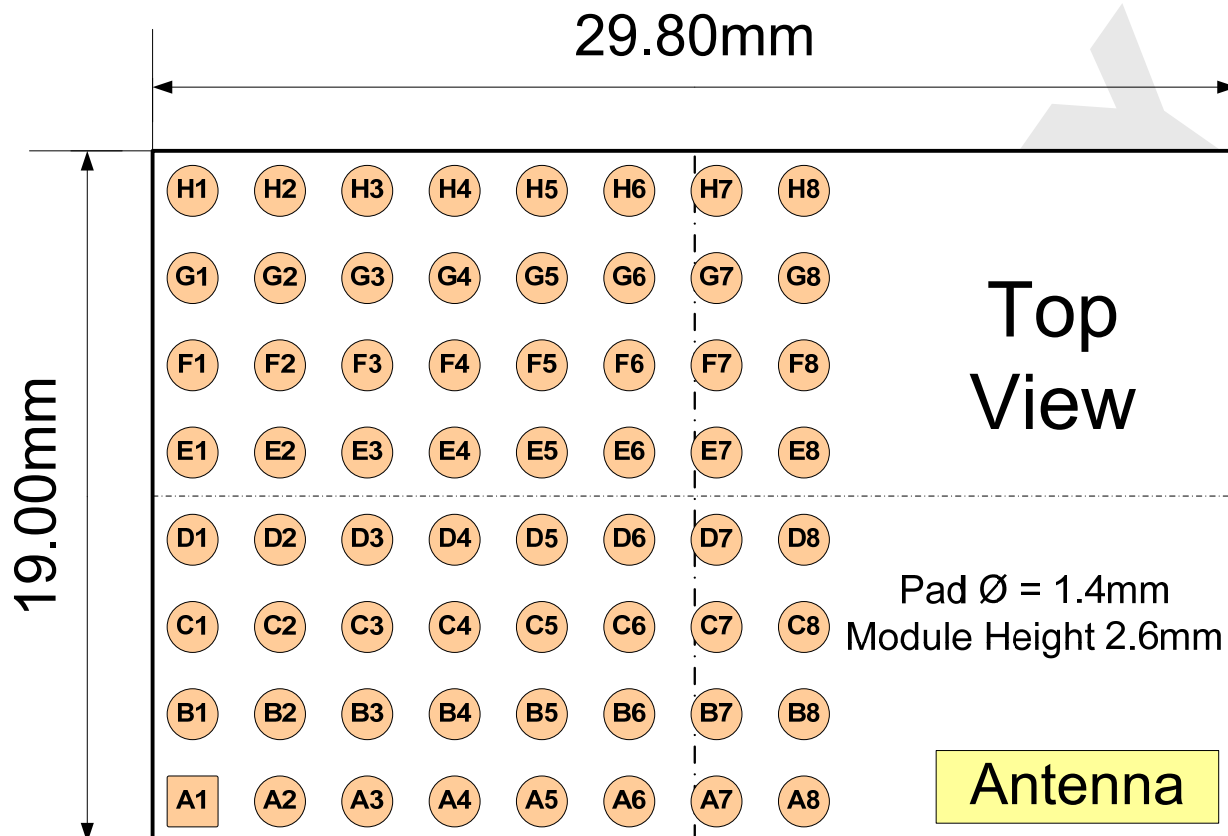 29.80mm
19.00mm
H1 H2 H3 H4 H5 H6 H7 H8
G1 G2 G3 G4 G5 G6 G7 G8
F1 F2 F3 F4 F5 F6 F7 F8
E1 E2 E3 E4 E5 E6 E7 E8
D1 D2 D3 D4 D5 D6 D7 D8
C1 C2 C3 C4 C5 C6 C7 C8
B1 B2 B3 B4 B5 B6 B7 B8
A1 A2 A3 A4 A5 A6 A7 A8
Top
View
Pad Ø = 1.4mm
Module Height 2.6mm
Antenna